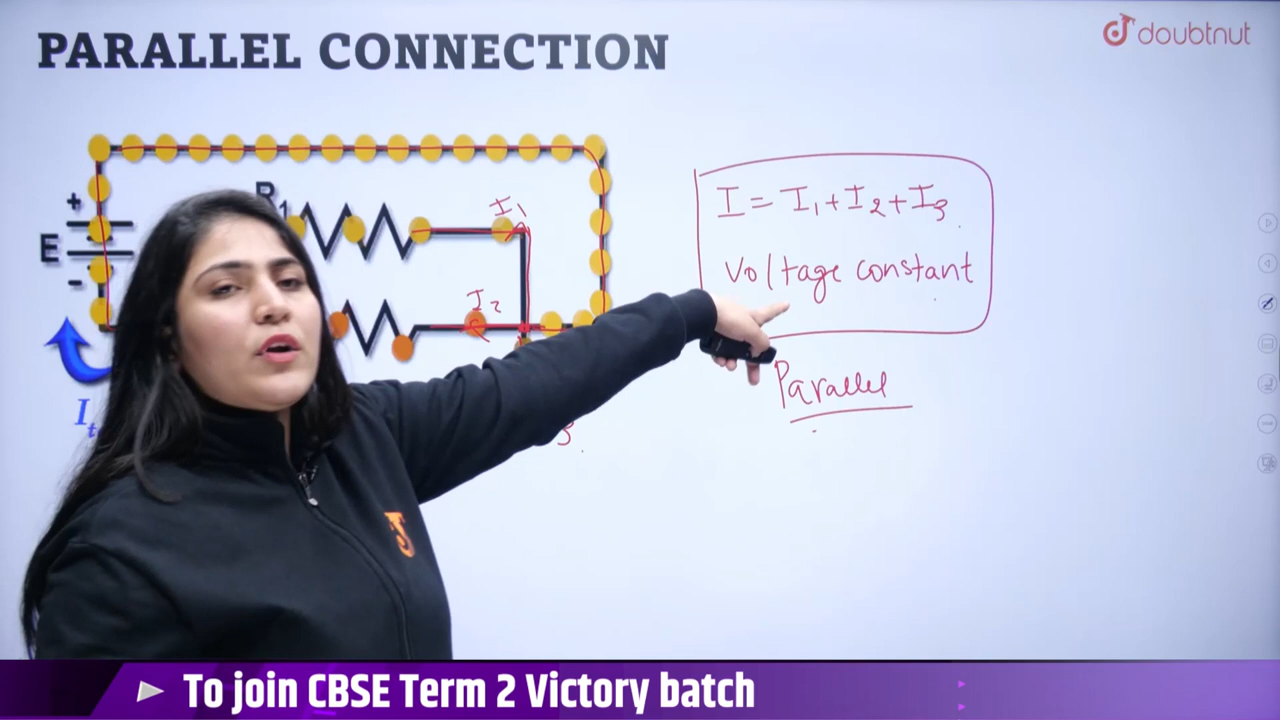 PARALLEL CONNECTION
doubtnut
R1
+
E
-
I1
I2
I = I1 + I2 + I3
Voltage constant
Parallel
3
To join CBSE Term 2 Victory batch